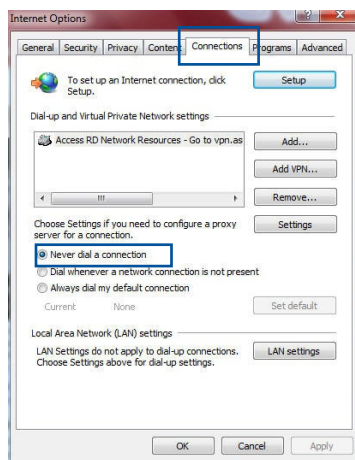 Internet Options
General Security Privacy Content Connections Programs Advanced
To set up an Internet connection, click
Setup.
Setup
Dial-up and Virtual Private Network settings
Access RD Network Resources - Go to vpn.as
Add...
Add VPN...
Remove...
Choose Settings if you need to configure a proxy
server for a connection.
Settings
Never dial a connection
Dial whenever a network connection is not present
Always dial my default connection
Current None
Set default
Local Area Network (LAN) settings
LAN Settings do not apply to dial-up connections.
Choose Settings above for dial-up settings.
LAN settings
OK Cancel Apply